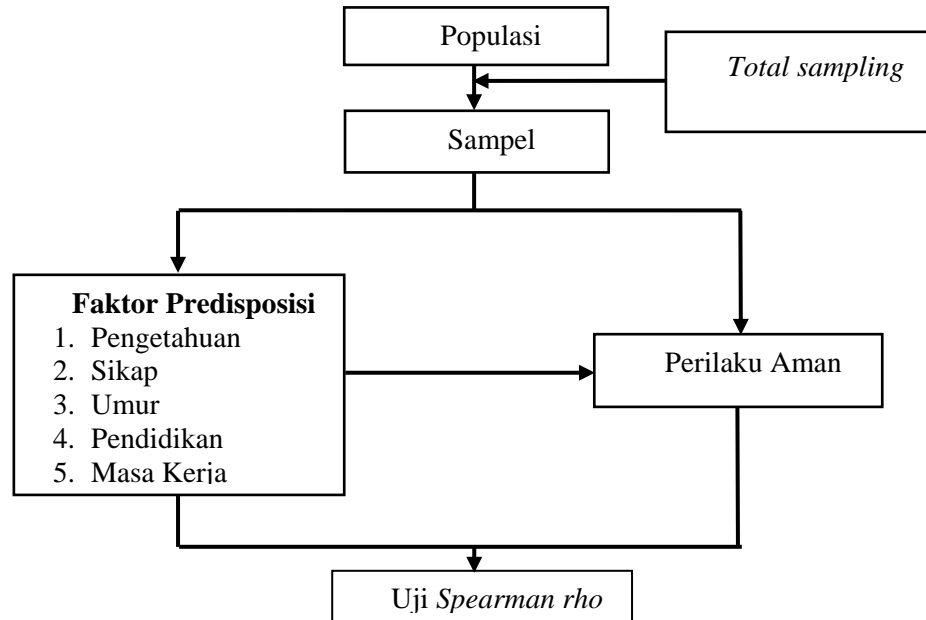 Populasi
Total sampling
Sampel
Faktor Predisposisi
1. Pengetahuan
2. Sikap
3. Umur
4. Pendidikan
5. Masa Kerja
Perilaku Aman
Uji Spearman rho